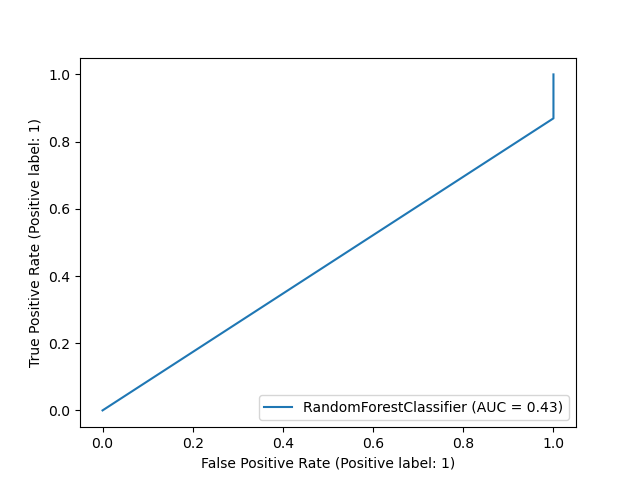 1.0
0.8
0.6
0.4
0.2
0.0
True Positive Rate (Positive label: 1)
RandomForestClassifier (AUC = 0.43)
0.0 0.2 0.4 0.6 0.8 1.0
False Positive Rate (Positive label: 1)